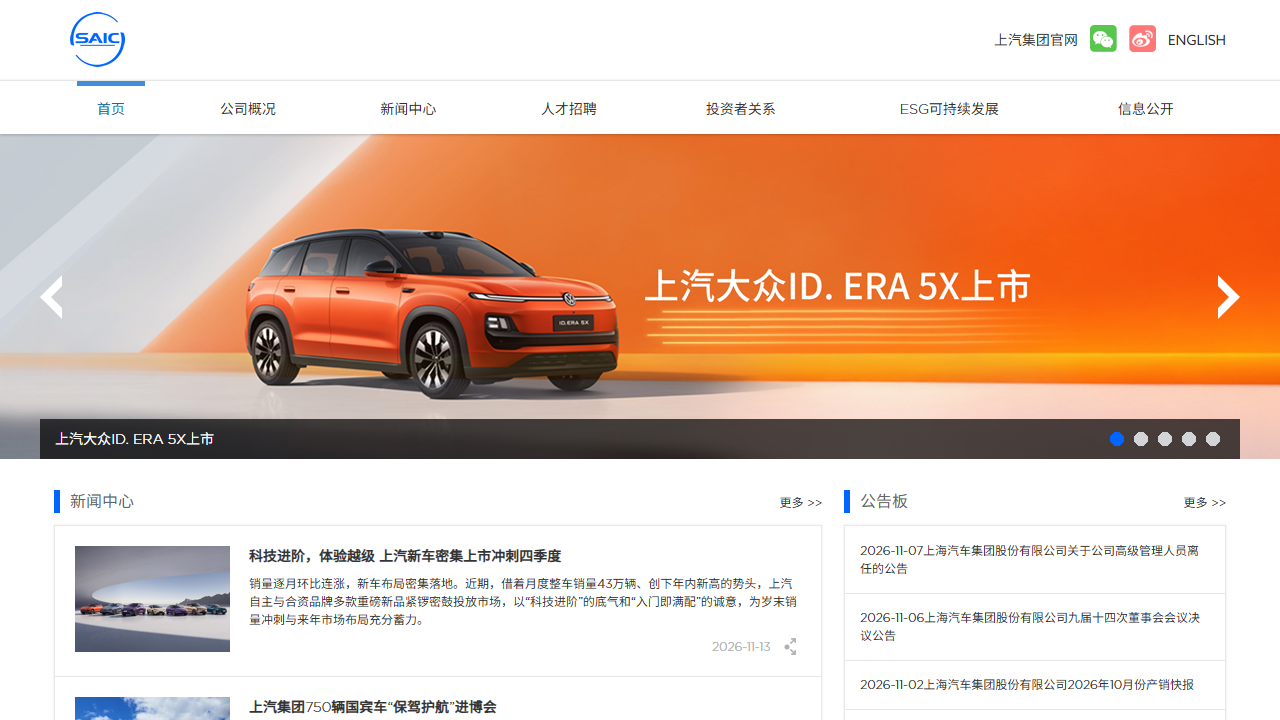 SAIC
上汽集团官网
ENGLISH
首页
公司概况
新闻中心
人才招聘
投资者关系
ESG可持续发展
信息公开
上汽大众ID. ERA 5X上市
ID.ERA 5X
上汽大众ID. ERA 5X上市
新闻中心
更多 >>
科技进阶，体验越级 上汽新车密集上市冲刺四季度
销量逐月环比连涨，新车布局密集落地。近期，借着月度整车销量43万辆、创下年内新高的势头，上汽
自主与合资品牌多款重磅新品紧锣密鼓投放市场，以“科技进阶”的底气和“入门即满配”的诚意，为岁末销
量冲刺与来年市场布局充分蓄力。
2026-11-13
上汽集团750辆国宾车“保驾护航”进博会
公告板
更多 >>
2026-11-07上海汽车集团股份有限公司关于公司高级管理人员离
任的公告
2026-11-06上海汽车集团股份有限公司九届十四次董事会会议决
议公告
2026-11-02上海汽车集团股份有限公司2026年10月份产销快报